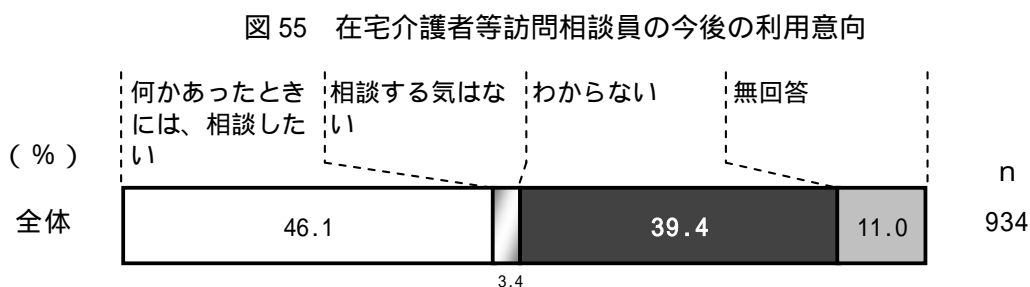 図 55 在宅介護者等訪問相談員の今後の利用意向
何かあったとき
には、相談した
い
相談する気はな
い
わからない
無回答
(%)
n
全体
46.1
39.4
11.0
934
3.4